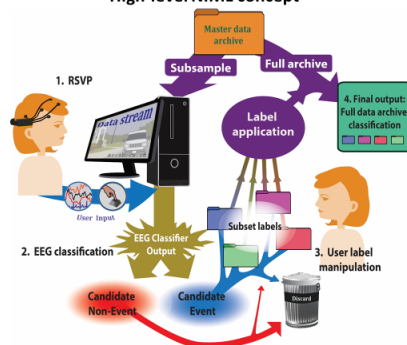 High-level NMLE concept
Master data
archive
Subsample
Full archive
1. RSVP
Data stream
Label
application
4. Final output:
Full data archive
classification
User Input
2. EEG classification
EEG Classifier
Output
Subset labels
3. User label
manipulation
Candidate
Non-Event
Candidate
Event
Discard